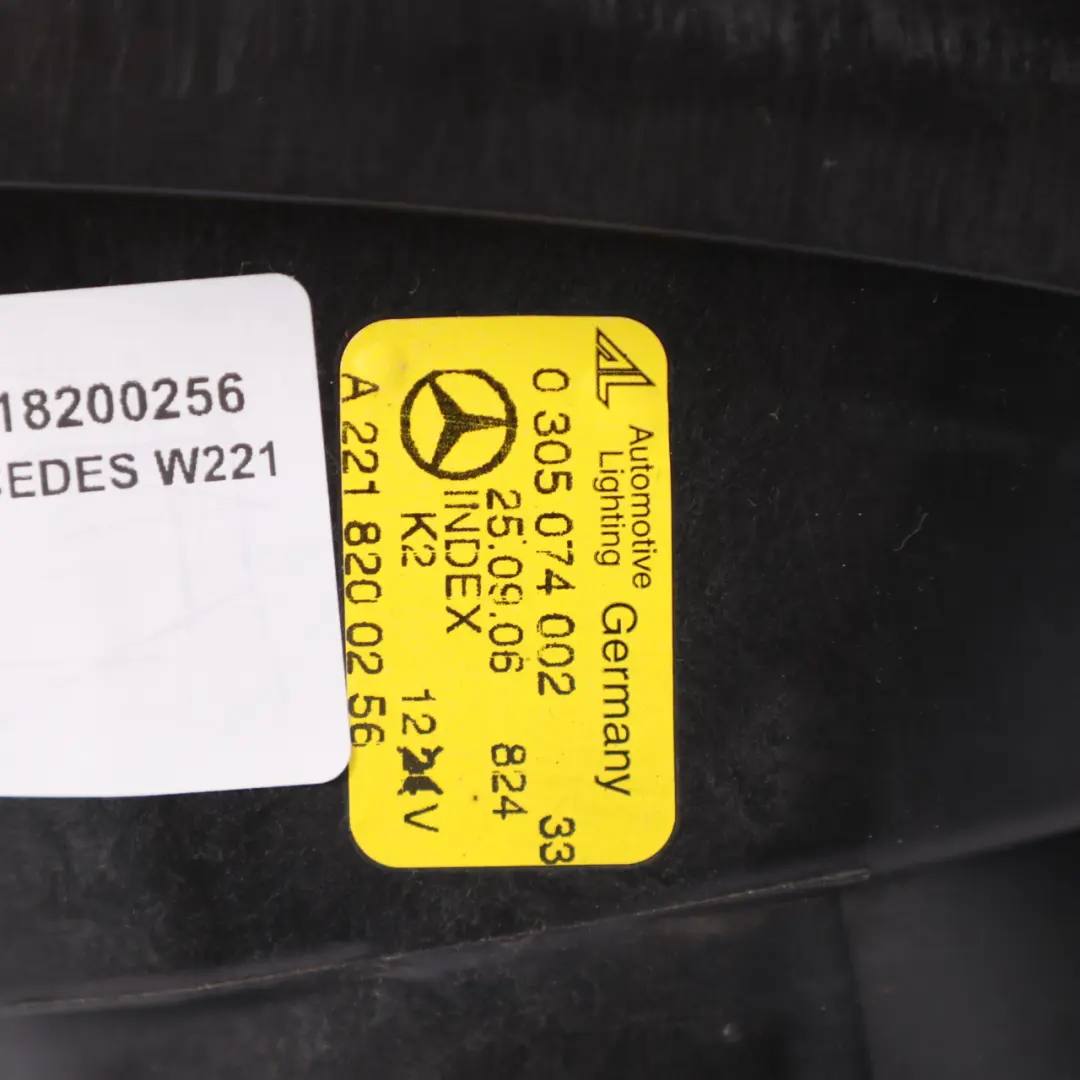 18200256
EDES W221
AL Automotive
Lighting Germany
0 305 074 002 33
25.09.06 824
INDEX
K2 12 V
A 221 820 02 56